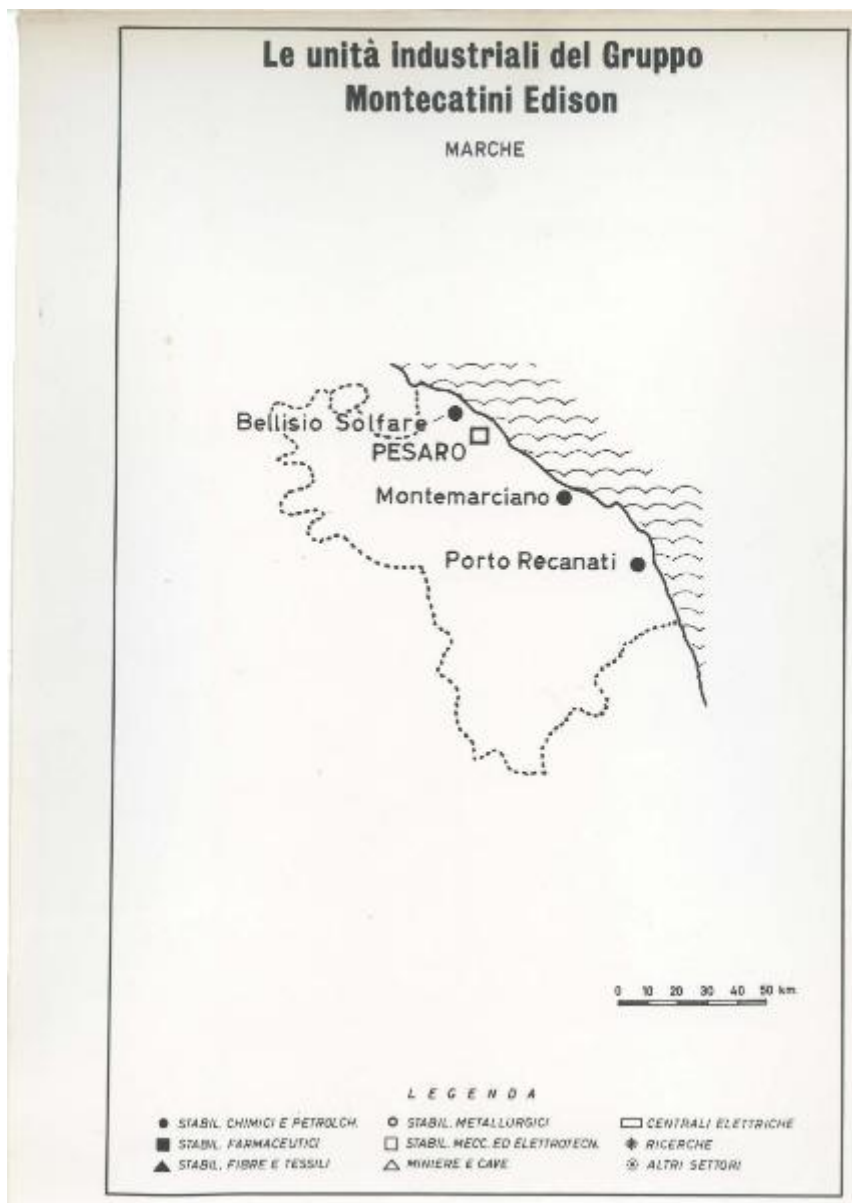 Le unità industriali del Gruppo
Montecatini Edison
MARCHE
Bellisio Solfare
PESARO
Montemarciano
Porto Recanati
0 10 20 30 40 50 km.
LEGENDA
STABIL. CHIMICI E PETROLCH.
STABIL. METALLURGICI
CENTRALI ELETTRICHE
STABIL. FARMACEUTICI
STABIL. MECC. ED ELETTROTECN.
RICERCHE
STABIL. FIBRE E TESSILI
MINIERE E CAVE
ALTRI SETTORI